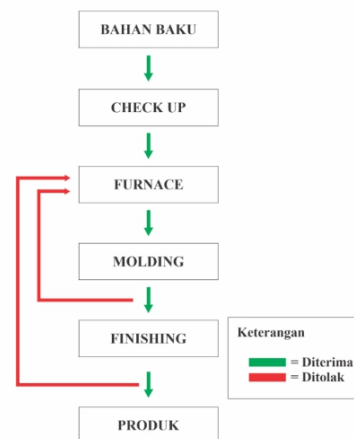 BAHAN BAKU
CHECK UP
FURNACE
MOLDING
FINISHING
PRODUK
Keterangan
= Diterima
= Ditolak